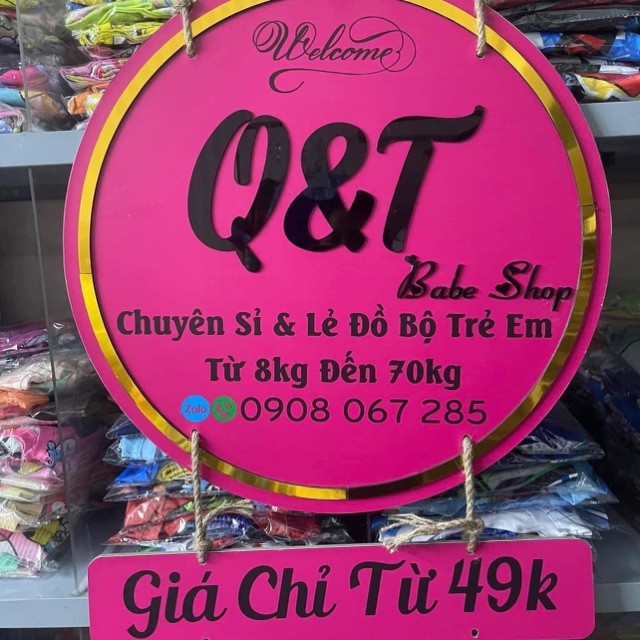 Welcome
Q&T
Babe Shop
Chuyên Sỉ & Lẻ Đồ Bộ Trẻ Em
Từ 8kg Đến 70kg
Zalo 0908 067 285
Giá Chỉ Từ 49k